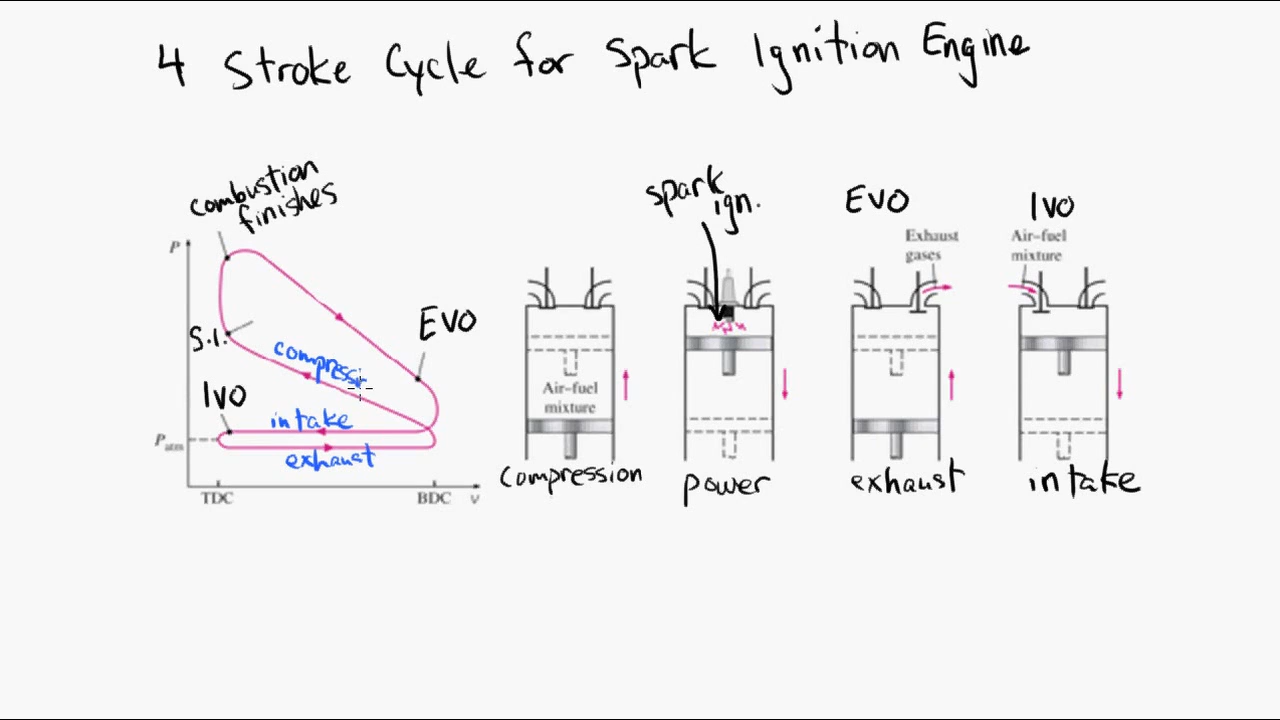 4 Stroke Cycle for Spark Ignition Engine
combustion
finishes
P
S.I.
EVO
compressi
IVO
intake
P atm
exhaust
TDC
BDC
v
spark
ign.
EVO
Exhaust
gases
IVO
Air–fuel
mixture
Air–fuel
mixture
compression
power
exhaust
intake